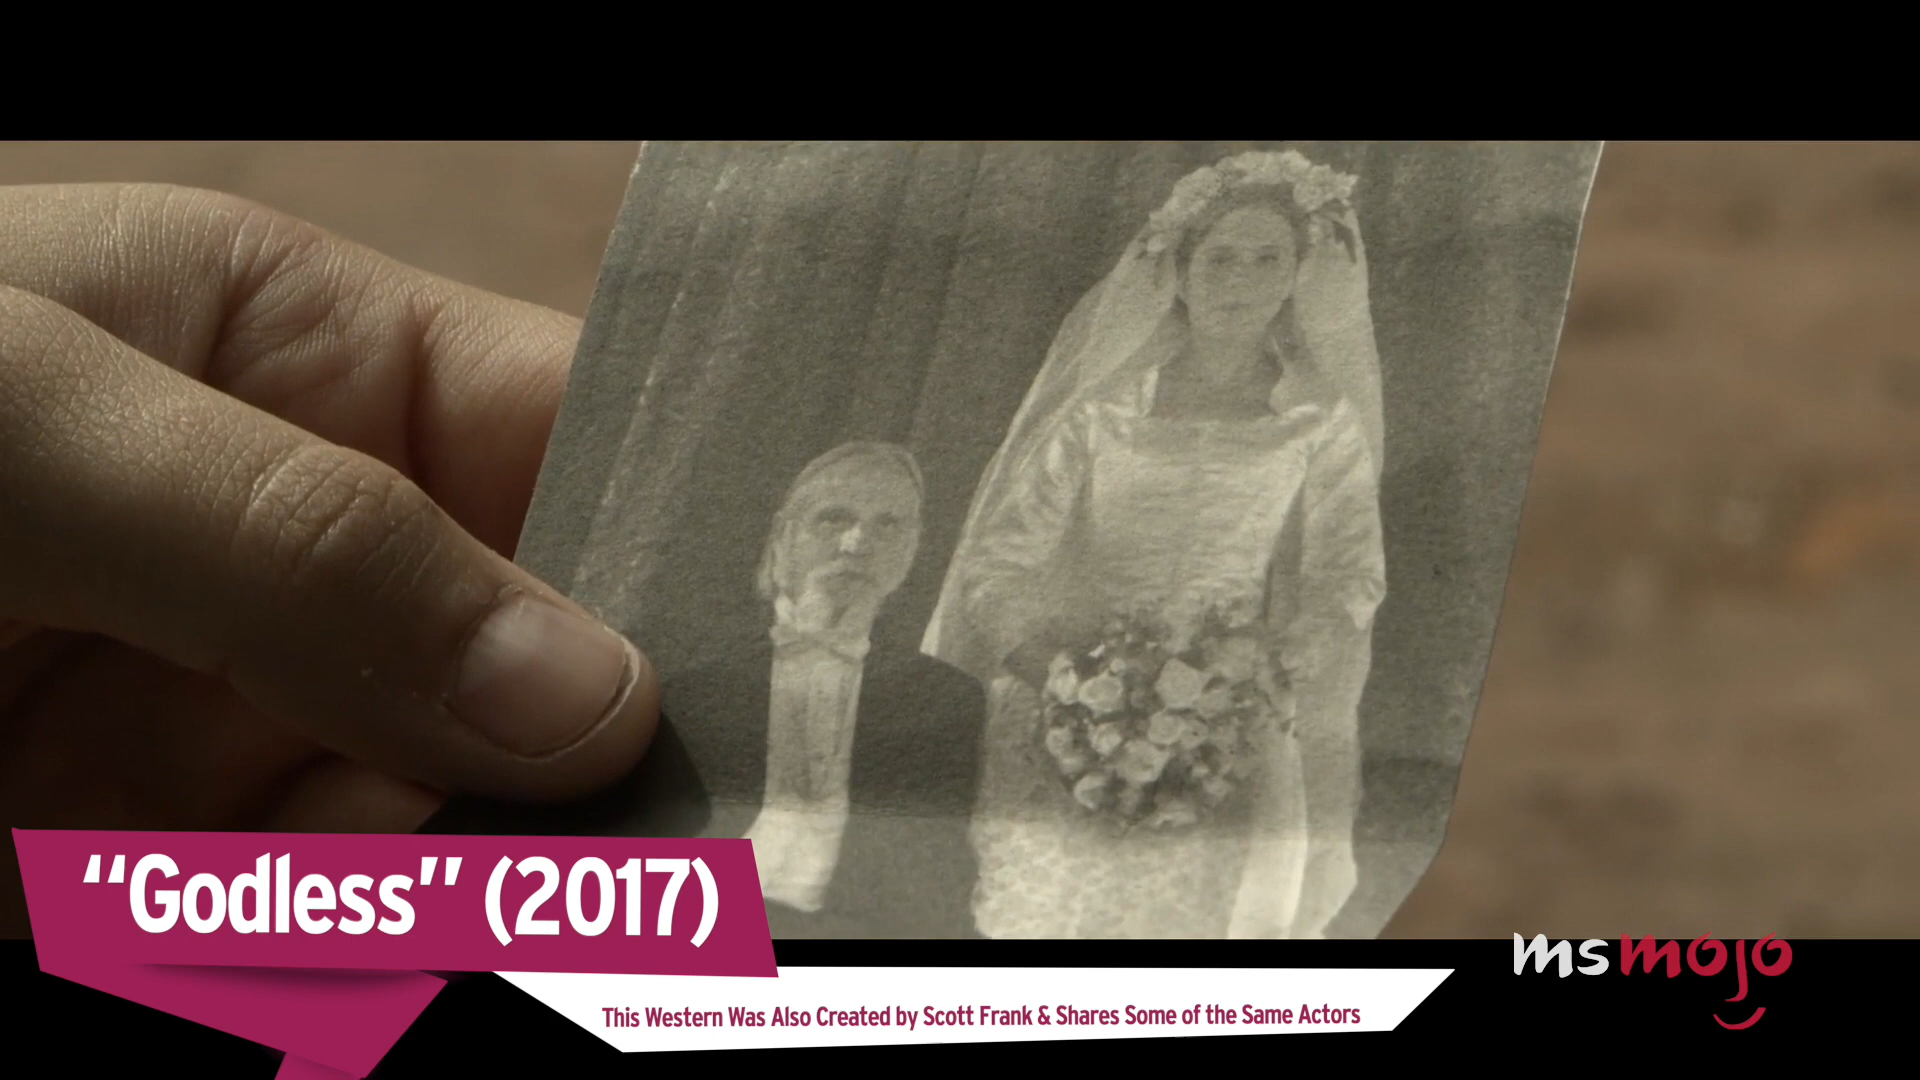 “Godless” (2017)
This Western Was Also Created by Scott Frank & Shares Some of the Same Actors
msmojo